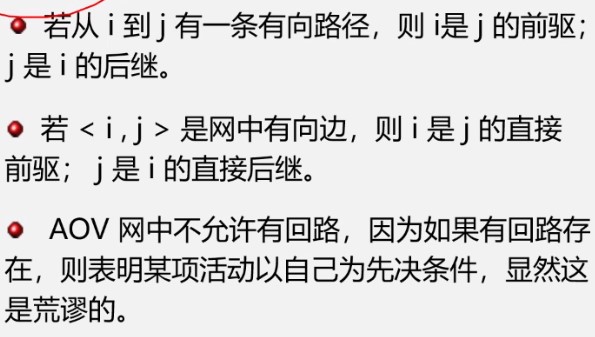 若从 i 到 j 有一条有向路径，则 i是 j 的前驱；
j 是 i 的后继。
若 < i , j > 是网中有向边，则 i 是 j 的直接
前驱； j 是 i 的直接后继。
AOV 网中不允许有回路，因为如果有回路存
在，则表明某项活动以自己为先决条件，显然这
是荒谬的。